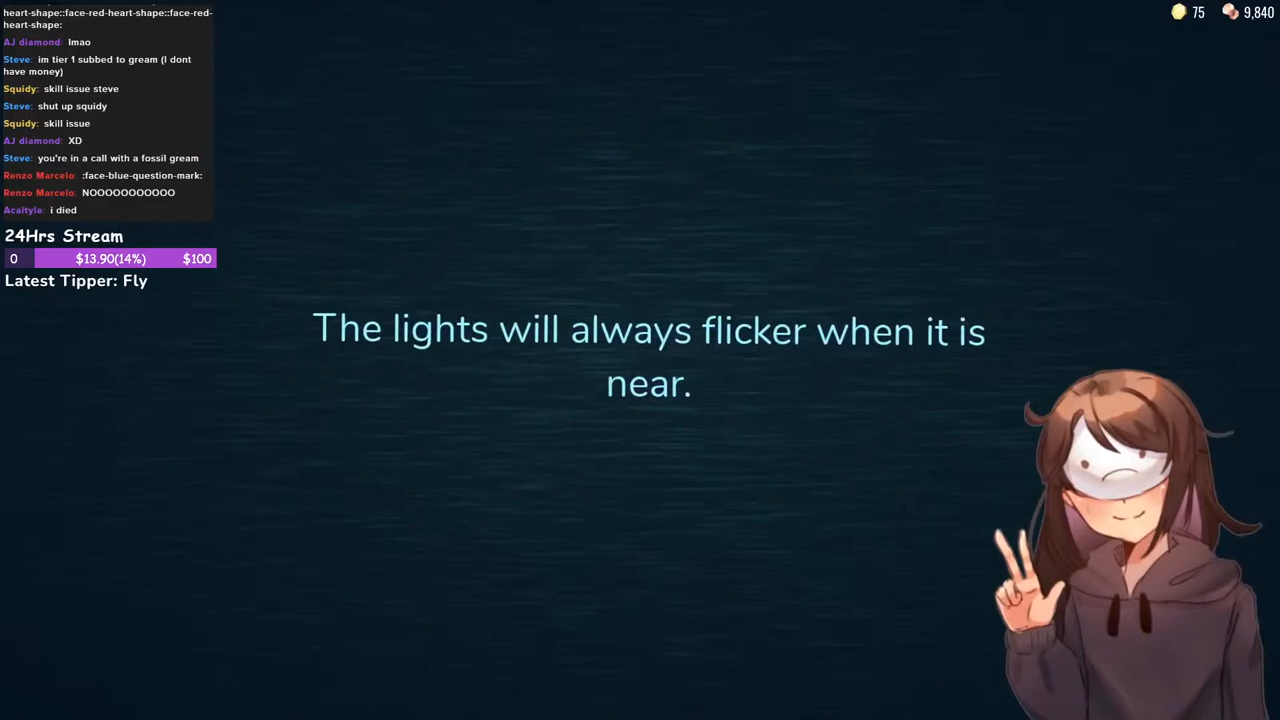 heart-shape::face-red-heart-shape::face-red-
heart-shape:
AJ diamond: lmao
Steve: im tier 1 subbed to gream (I dont
have money)
Squidy: skill issue steve
Steve: shut up squidy
Squidy: skill issue
AJ diamond: XD
Steve: you're in a call with a fossil gream
Renzo Marcelo: :face-blue-question-mark:
Renzo Marcelo: NOOOOOOOOOOO
Acaltyle: i died
24Hrs Stream
0 $13.90(14%) $100
Latest Tipper: Fly
75 9,840
The lights will always flicker when it is
near.